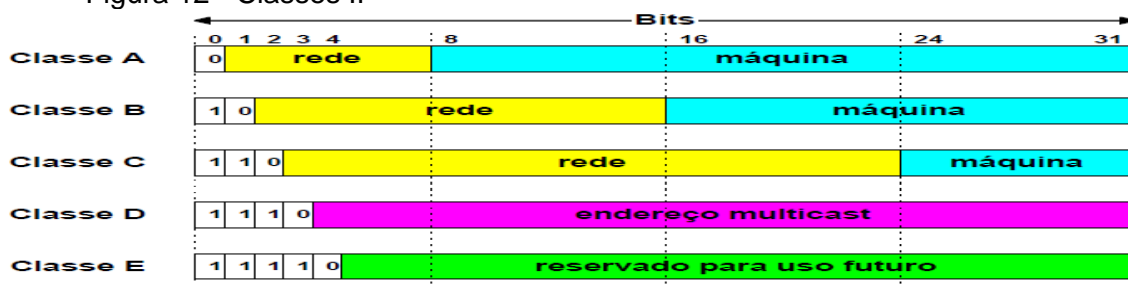 Figura 12 - Classes I
Bits
0 1 2 3 4 8 16 24 31
Classe A 0 rede máquina
Classe B 1 0 rede máquina
Classe C 1 1 0 rede máquina
Classe D 1 1 1 0 endereço multicast
Classe E 1 1 1 1 0 reservado para uso futuro